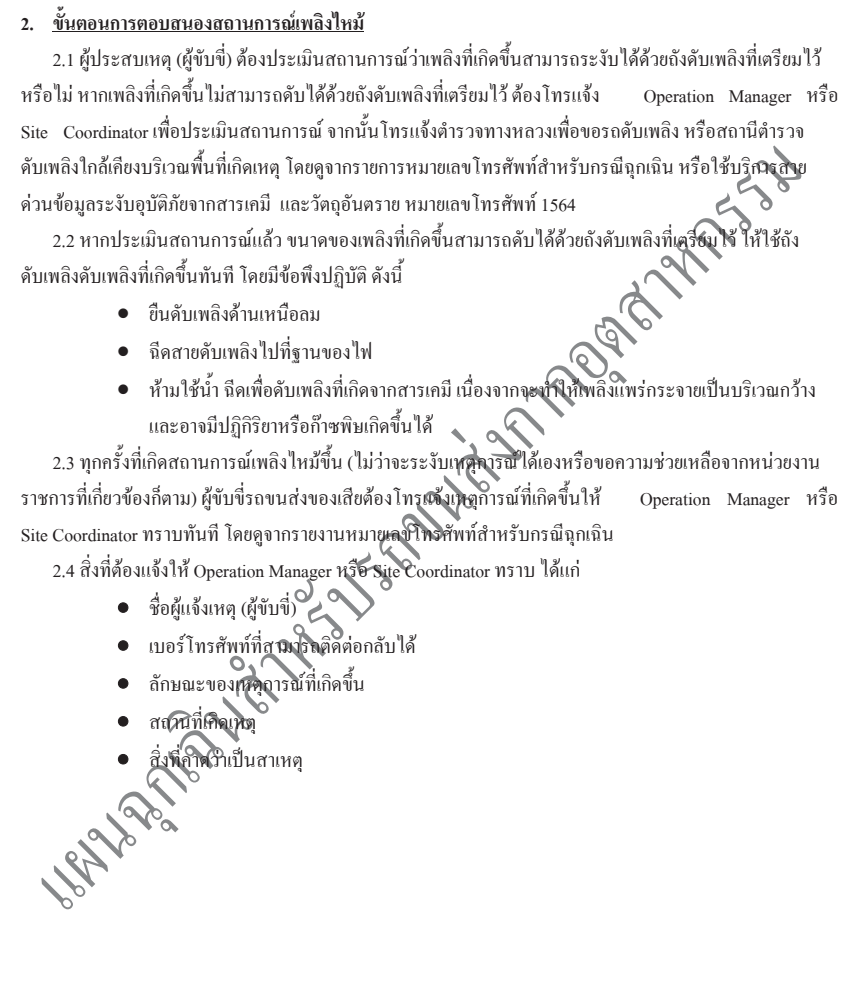 2. ขั้นตอนการตอบสนองสถานการณ์เพลิงไหม้
2.1 ผู้ประสบเหตุ (ผู้ขับขี่) ต้องประเมินสถานการณ์ว่าเพลิงที่เกิดขึ้นสามารถระงับได้ด้วยถังดับเพลิงที่เตรียมไว้
หรือไม่ หากเพลิงที่เกิดขึ้นไม่สามารถดับได้ด้วยถังดับเพลิงที่เตรียมไว้ ต้องโทรแจ้ง Operation Manager หรือ
Site Coordinator เพื่อประเมินสถานการณ์ จากนั้นโทรแจ้งตำรวจทางหลวงเพื่อขอรถดับเพลิง หรือสถานีตำรวจ
ดับเพลิงใกล้เคียงบริเวณพื้นที่เกิดเหตุ โดยดูจากรายการหมายเลขโทรศัพท์สำหรับกรณีฉุกเฉิน หรือใช้บริการสาย
ด่วนข้อมูลระงับอุบัติภัยจากสารเคมี และวัตถุอันตราย หมายเลขโทรศัพท์ 1564
2.2 หากประเมินสถานการณ์แล้ว ขนาดของเพลิงที่เกิดขึ้นสามารถดับได้ด้วยถังดับเพลิงที่เตรียมไว้ ให้ใช้ถัง
ดับเพลิงดับเพลิงที่เกิดขึ้นทันที โดยมีข้อพึงปฏิบัติ ดังนี้
● ยืนดับเพลิงด้านเหนือลม
● ฉีดสายดับเพลิงไปที่ฐานของไฟ
● ห้ามใช้น้ำ ฉีดเพื่อดับเพลิงที่เกิดจากสารเคมี เนื่องจากจะทำให้เพลิงแพร่กระจายเป็นบริเวณกว้าง
และอาจมีปฏิกิริยาหรือก๊าซพิษเกิดขึ้นได้
2.3 ทุกครั้งที่เกิดสถานการณ์เพลิงไหม้ขึ้น (ไม่ว่าจะระงับเหตุการณ์ได้เองหรือขอความช่วยเหลือจากหน่วยงาน
ราชการที่เกี่ยวข้องก็ตาม) ผู้ขับขี่รถขนส่งของเสียต้องโทรแจ้งเหตุการณ์ที่เกิดขึ้นให้ Operation Manager หรือ
Site Coordinator ทราบทันที โดยดูจากรายงานหมายเลขโทรศัพท์สำหรับกรณีฉุกเฉิน
2.4 สิ่งที่ต้องแจ้งให้ Operation Manager หรือ Site Coordinator ทราบ ได้แก่
● ชื่อผู้แจ้งเหตุ (ผู้ขับขี่)
● เบอร์โทรศัพท์ที่สามารถติดต่อกลับได้
● ลักษณะของเหตุการณ์ที่เกิดขึ้น
● สถานที่เกิดเหตุ
● สิ่งที่คาดว่าเป็นสาเหตุ
แผนฉุกเฉินสำหรับรถขนส่งกากอุตสาหกรรม